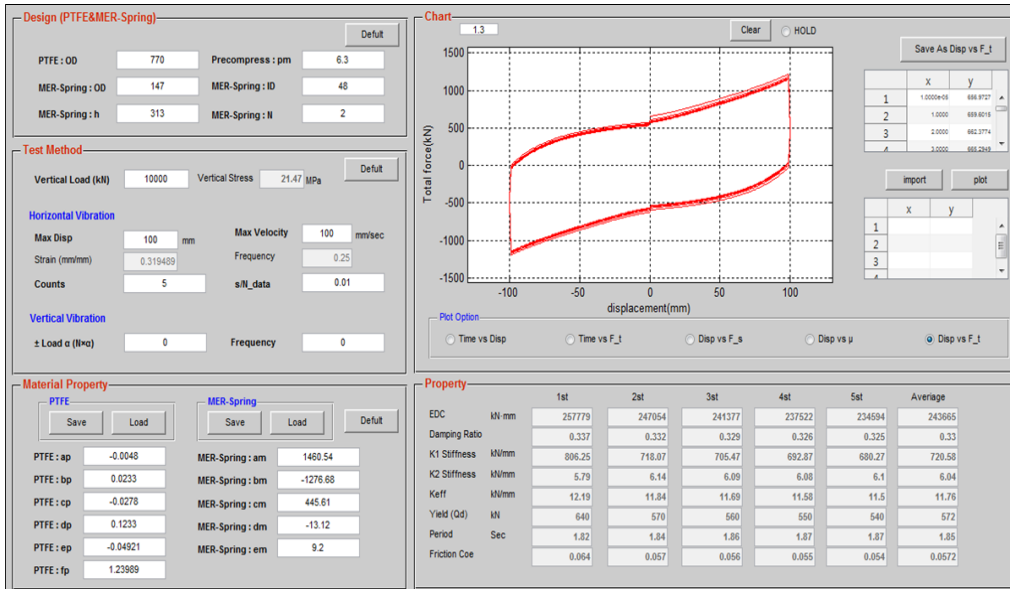 Design (PTFE&MER-Spring)
Defult
PTFE : OD 770 Precompress : pm 6.3
MER-Spring : OD 147 MER-Spring : ID 48
MER-Spring : h 313 MER-Spring : N 2
Test Method
Defult
Vertical Load (kN) 10000 Vertical Stress 21.47 MPa
Horizontal Vibration
Max Disp 100 mm Max Velocity 100 mm/sec
Strain (mm/mm) 0.319489 Frequency 0.25
Counts 5 s/N_data 0.01
Vertical Vibration
± Load α (N×α) 0 Frequency 0
Material Property
PTFE
Save Load
MER-Spring
Save Load
Defult
PTFE : ap -0.0048 MER-Spring : am 1460.54
PTFE : bp 0.0233 MER-Spring : bm -1276.68
PTFE : cp -0.0278 MER-Spring : cm 445.61
PTFE : dp 0.1233 MER-Spring : dm -13.12
PTFE : ep -0.04921 MER-Spring : em 9.2
PTFE : fp 1.23989
Chart
1.3 Clear HOLD
Total force(kN)
1500
1000
500
0
-500
-1000
-1500
-100 -50 0 50 100
displacement(mm)
Save As Disp vs F_t
x y
1 1.0000e-08 656.9727
2 1.0000 659.6015
3 2.0000 662.3774
4 3.0000 665.2949
import plot
x y
1
2
3
4
Plot Option
Time vs Disp Time vs F_t Disp vs F_s Disp vs μ Disp vs F_t
Property
1st 2st 3st 4st 5st Averaige
EDC kN·mm 257779 247054 241377 237522 234594 243665
Damping Ratio 0.337 0.332 0.329 0.326 0.325 0.33
K1 Stiffness kN/mm 806.25 718.07 705.47 692.87 680.27 720.58
K2 Stiffness kN/mm 5.79 6.14 6.09 6.08 6.1 6.04
Keff kN/mm 12.19 11.84 11.69 11.58 11.5 11.76
Yield (Qd) kN 640 570 560 550 540 572
Period Sec 1.82 1.84 1.86 1.87 1.87 1.85
Friction Coe 0.064 0.057 0.056 0.055 0.054 0.0572